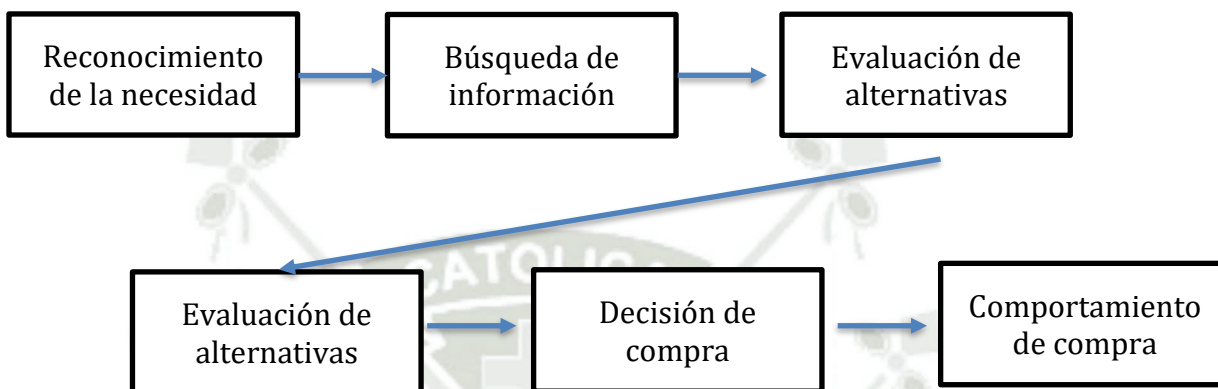 Reconocimiento
de la necesidad
Búsqueda de
información
Evaluación de
alternativas
Evaluación de
alternativas
Decisión de
compra
Comportamiento
de compra
CATOLICA